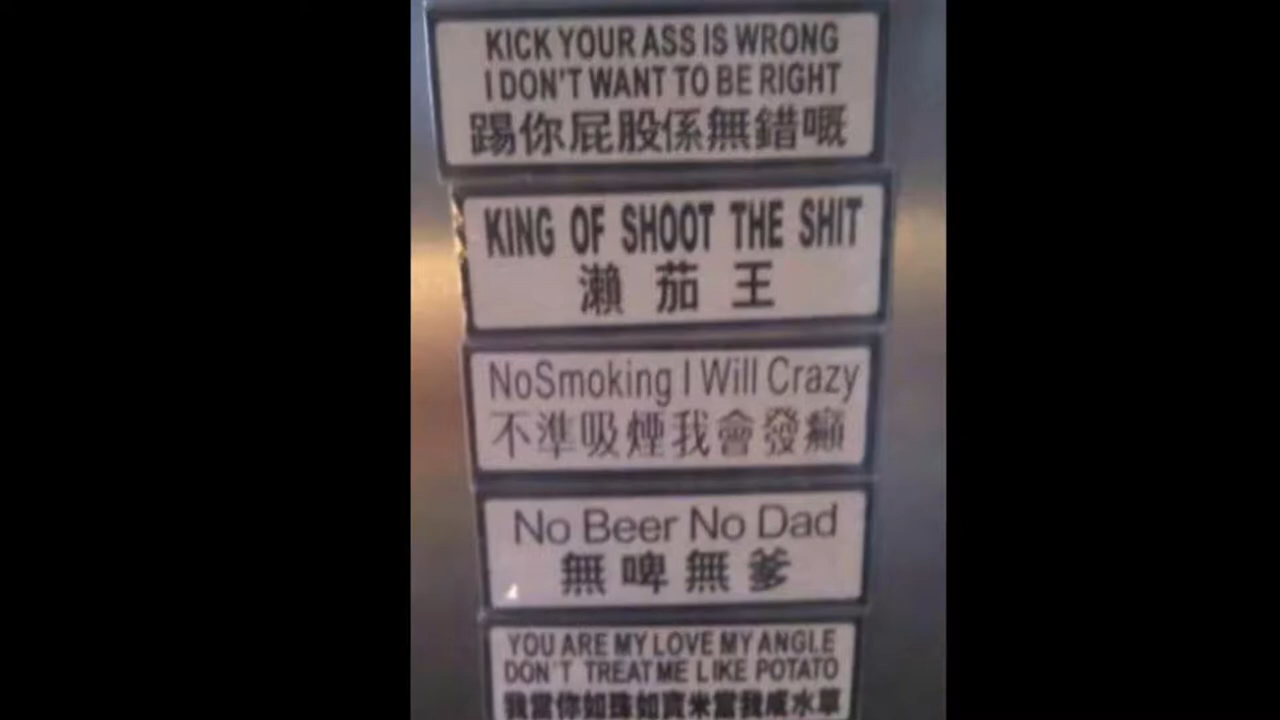 KICK YOUR ASS IS WRONG
I DON'T WANT TO BE RIGHT
踢你屁股係無錯嘅
KING OF SHOOT THE SHIT
瀨茄王
NoSmoking I Will Crazy
不準吸煙我會發癲
No Beer No Dad
無啤無爹
YOU ARE MY LOVE MY ANGLE
DON'T TREAT ME LIKE POTATO
我當你如珠如寶米當我咸水草